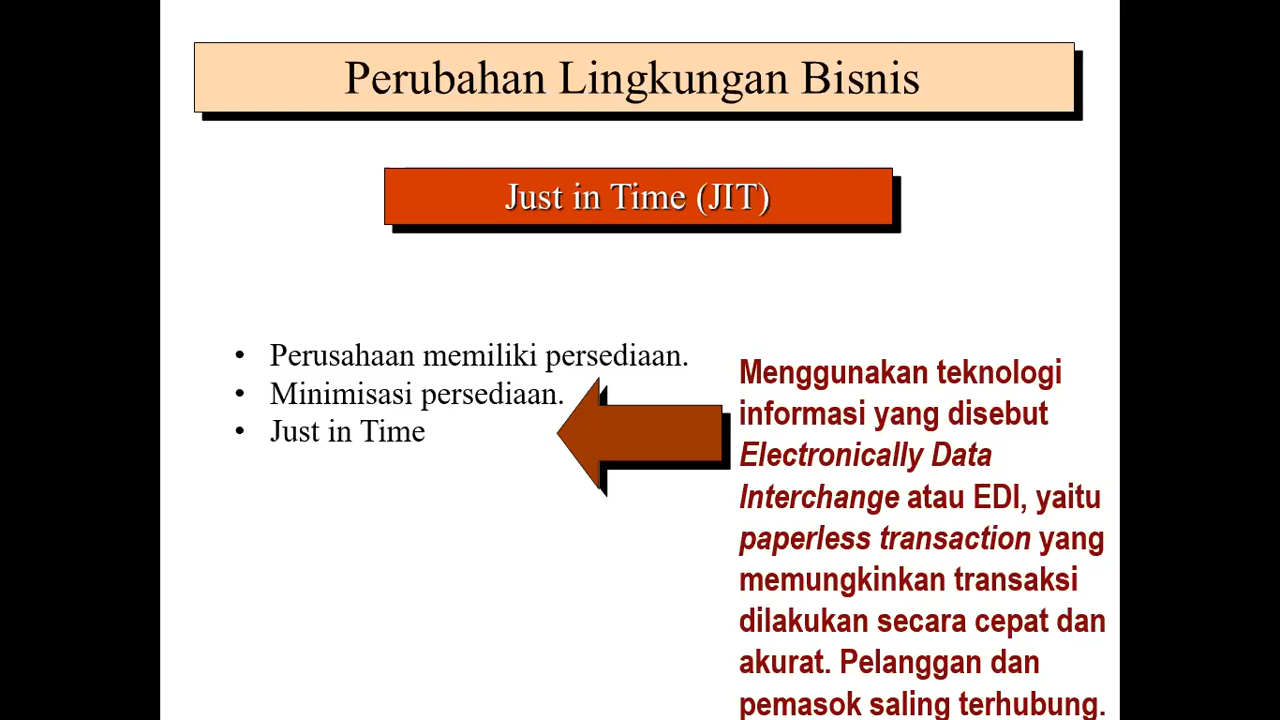 Perubahan Lingkungan Bisnis
Just in Time (JIT)
• Perusahaan memiliki persediaan.
• Minimisasi persediaan.
• Just in Time
Menggunakan teknologi
informasi yang disebut
Electronically Data
Interchange atau EDI, yaitu
paperless transaction yang
memungkinkan transaksi
dilakukan secara cepat dan
akurat. Pelanggan dan
pemasok saling terhubung.